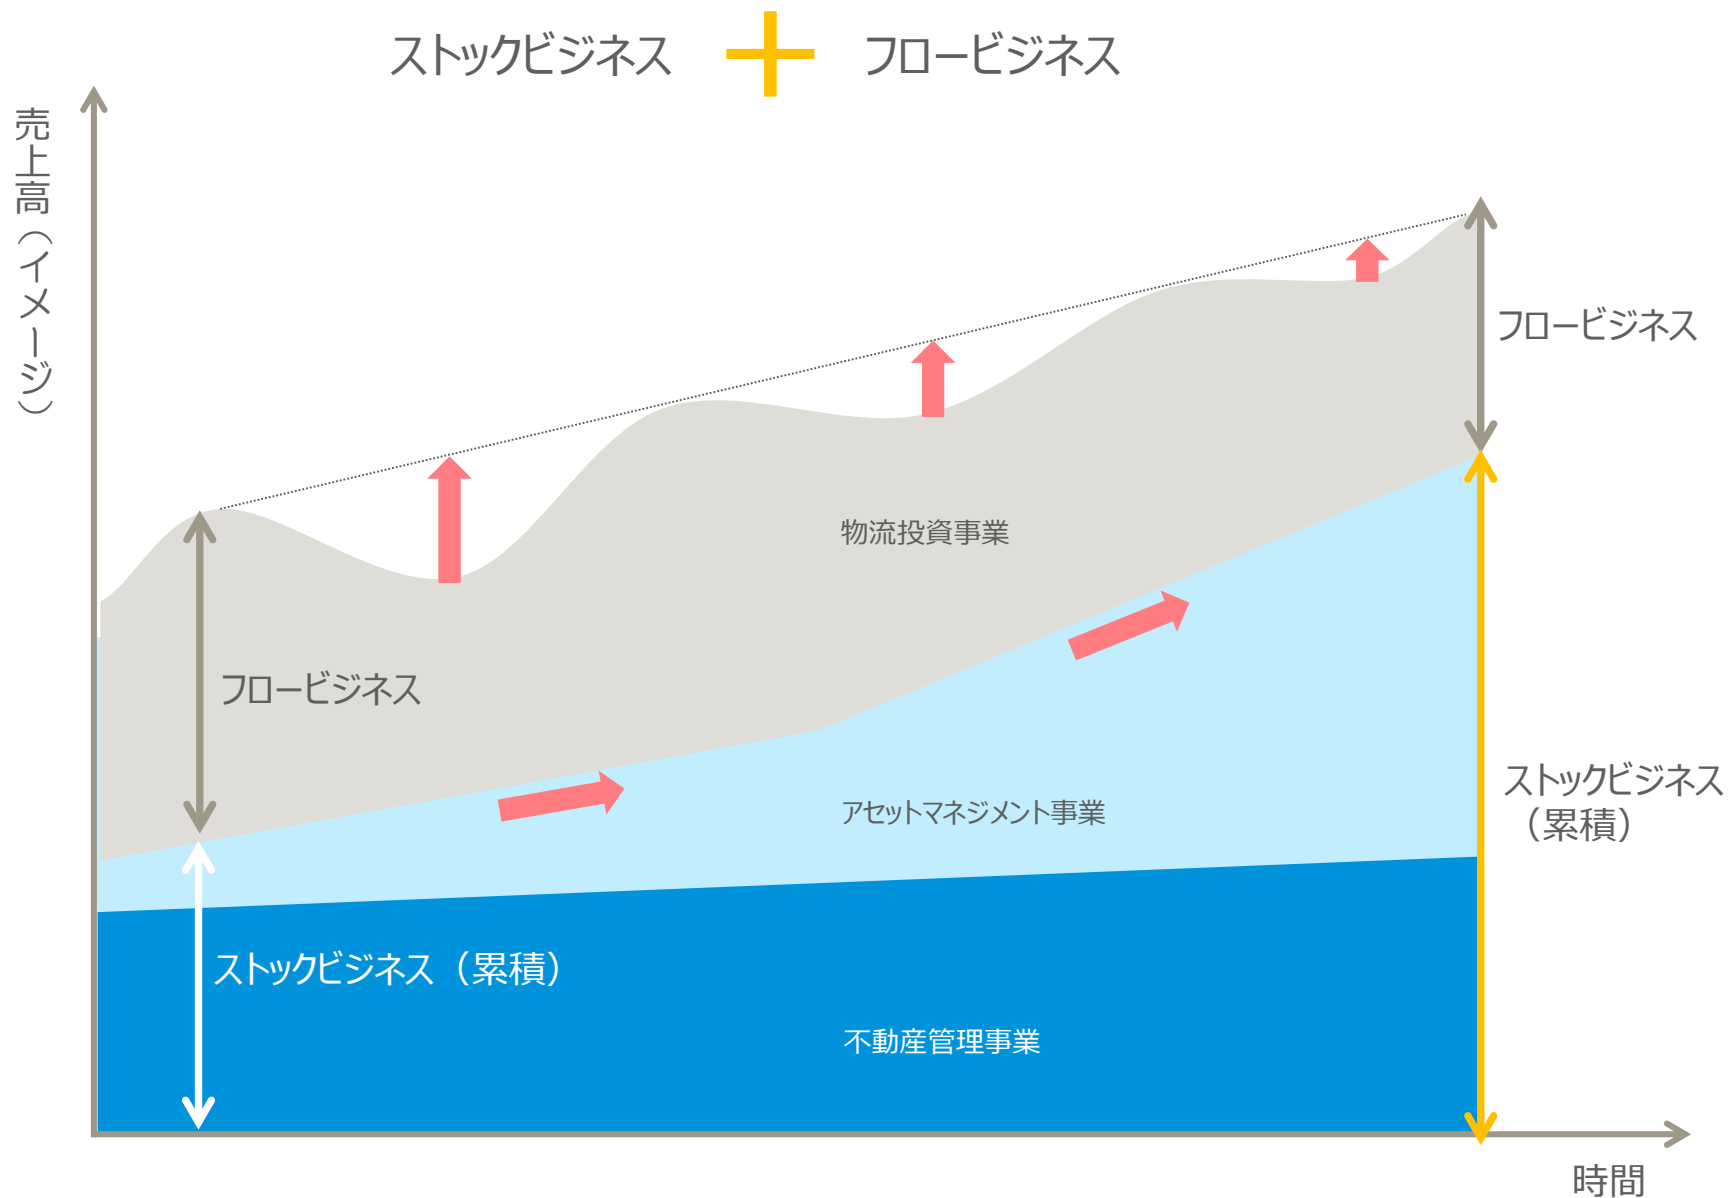 ストックビジネス
フロービジネス
売上高（イメージ）
フロービジネス
物流投資事業
フロービジネス
ストックビジネス
（累積）
アセットマネジメント事業
ストックビジネス（累積）
不動産管理事業
時間